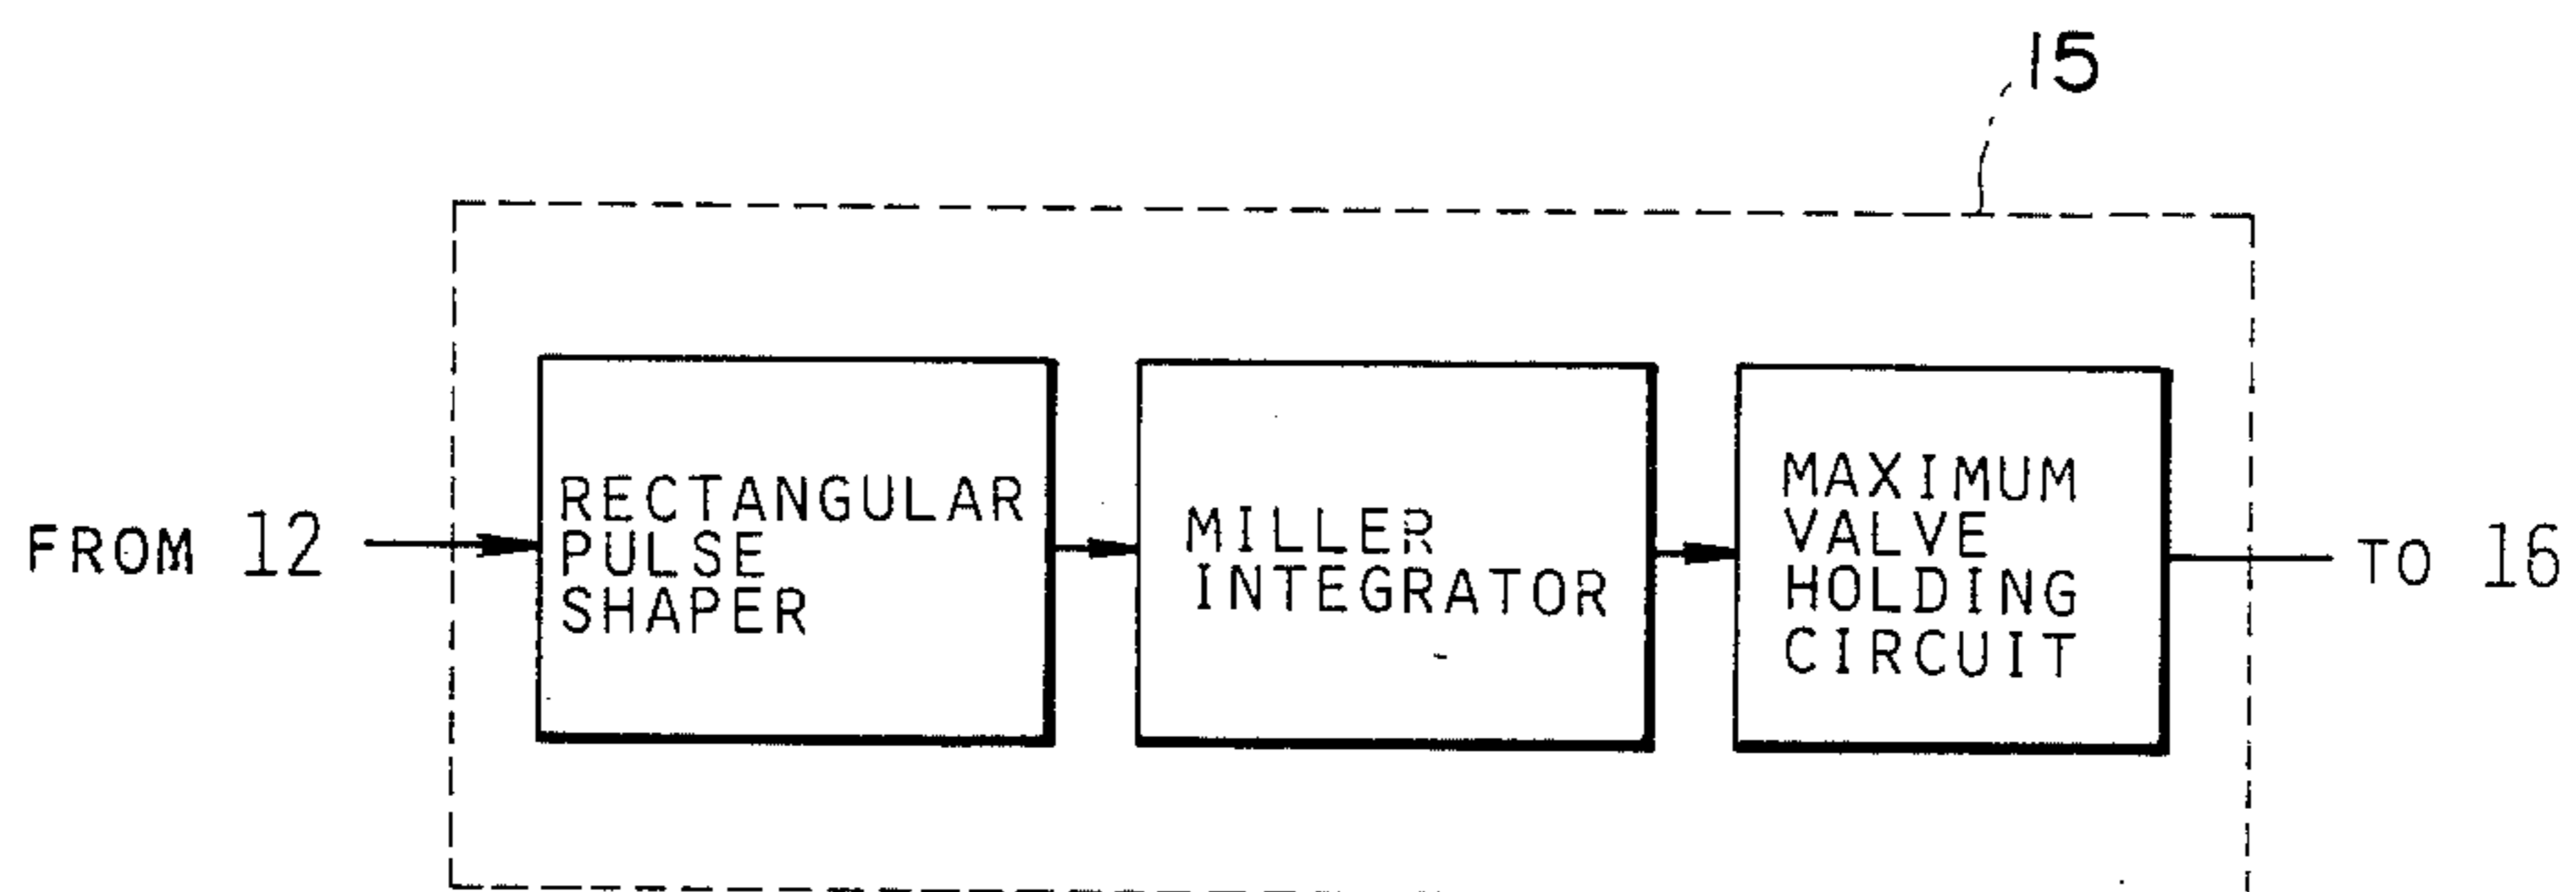 15
FROM 12
RECTANGULAR
PULSE
SHAPER
MILLER
INTEGRATOR
MAXIMUM
VALVE
HOLDING
CIRCUIT
TO 16